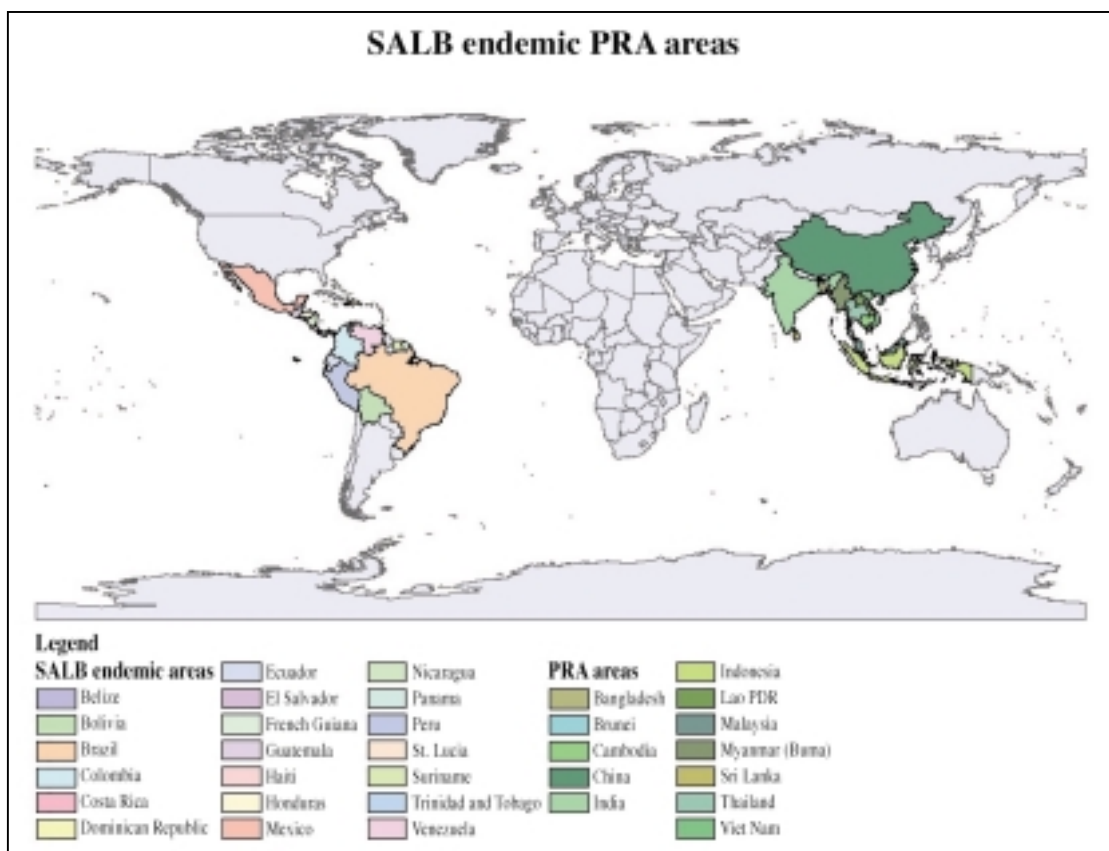 SALB endemic PRA areas
Legend
SALB endemic areas
Belize
Bolivia
Brazil
Colombia
Costa Rica
Dominican Republic
Ecuador
El Salvador
French Guiana
Guatemala
Haiti
Honduras
Mexico
Nicaragua
Panama
Peru
St. Lucia
Suriname
Trinidad and Tobago
Venezuela
PRA areas
Bangladesh
Brunei
Cambodia
China
India
Indonesia
Lao PDR
Malaysia
Myanmar (Buma)
Sri Lanka
Thailand
Viet Nam